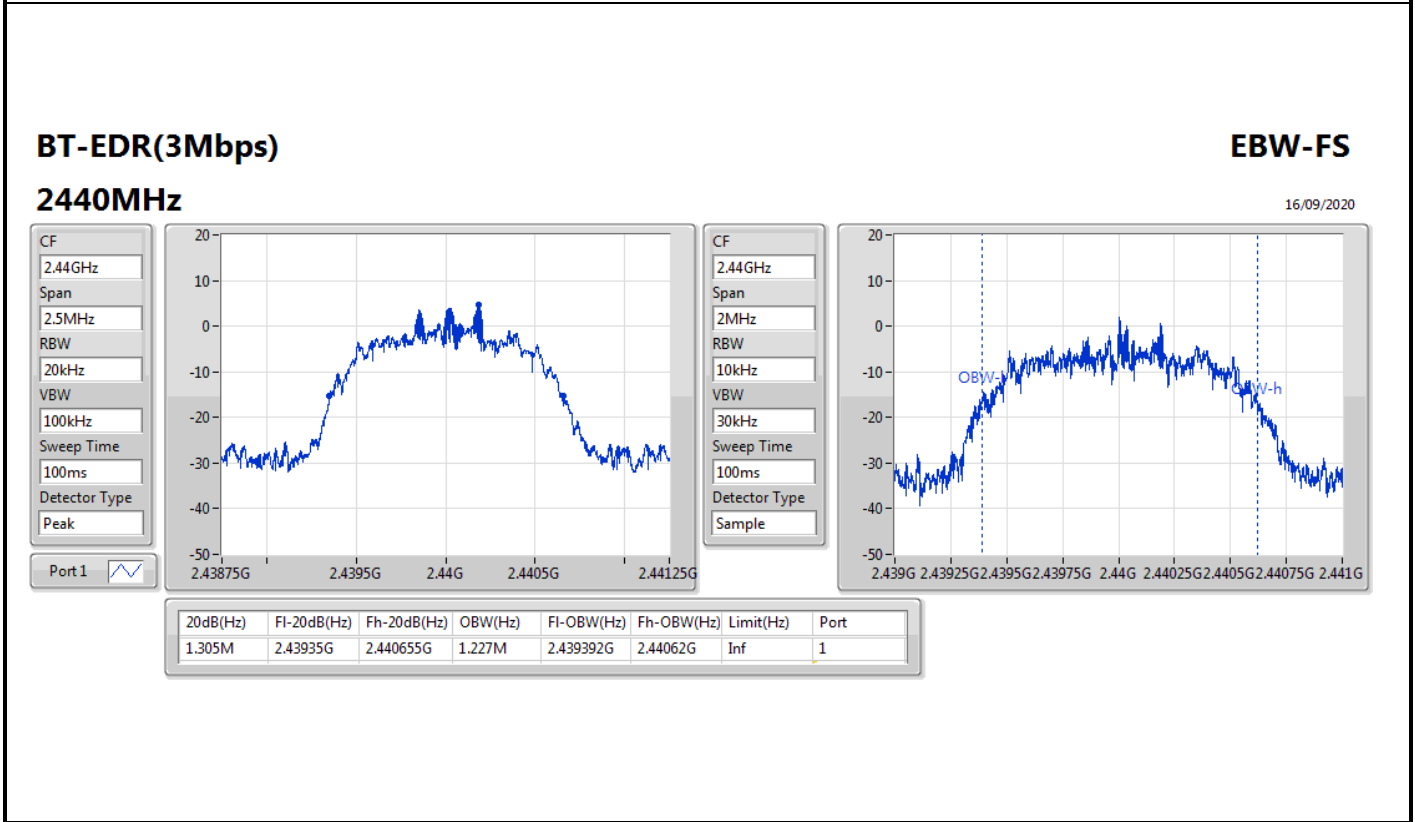 BT-EDR(3Mbps)
EBW-FS
2440MHz
16/09/2020
CF
2.44GHz
Span
2.5MHz
RBW
20kHz
VBW
100kHz
Sweep Time
100ms
Detector Type
Peak
Port 1
20
10
0
-10
-20
-30
-40
-50
2.43875G 2.4395G 2.44G 2.4405G 2.44125G
CF
2.44GHz
Span
2MHz
RBW
10kHz
VBW
30kHz
Sweep Time
100ms
Detector Type
Sample
20
10
0
-10
-20
-30
-40
-50
2.439G 2.43925G 2.4395G 2.43975G 2.44G 2.44025G 2.4405G 2.44075G 2.441G
20dB(Hz) Fl-20dB(Hz) Fh-20dB(Hz) OBW(Hz) Fl-OBW(Hz) Fh-OBW(Hz) Limit(Hz) Port
1.305M 2.43935G 2.440655G 1.227M 2.439392G 2.44062G Inf 1